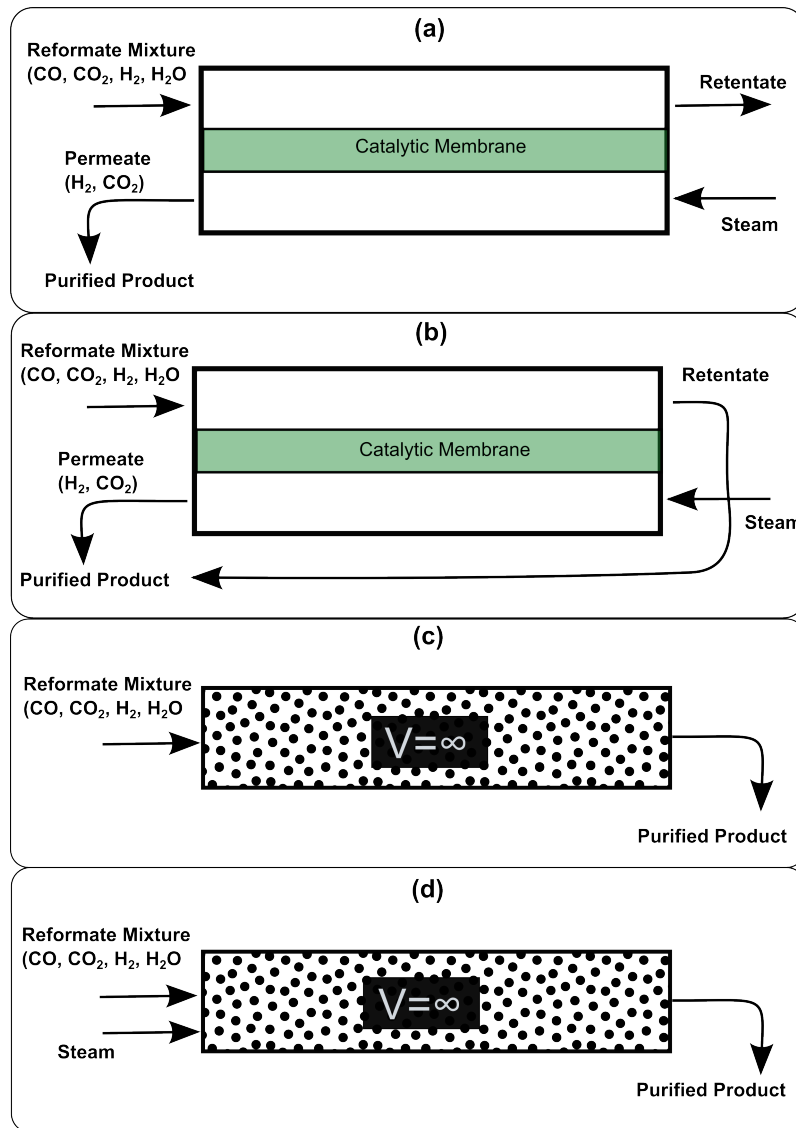 (a)
Reformate Mixture
(CO, CO₂, H₂, H₂O
Retentate
Catalytic Membrane
Permeate
(H₂, CO₂)
Steam
Purified Product
(b)
Reformate Mixture
(CO, CO₂, H₂, H₂O
Retentate
Catalytic Membrane
Permeate
(H₂, CO₂)
Steam
Purified Product
(c)
Reformate Mixture
(CO, CO₂, H₂, H₂O
V=∞
Purified Product
(d)
Reformate Mixture
(CO, CO₂, H₂, H₂O
V=∞
Steam
Purified Product